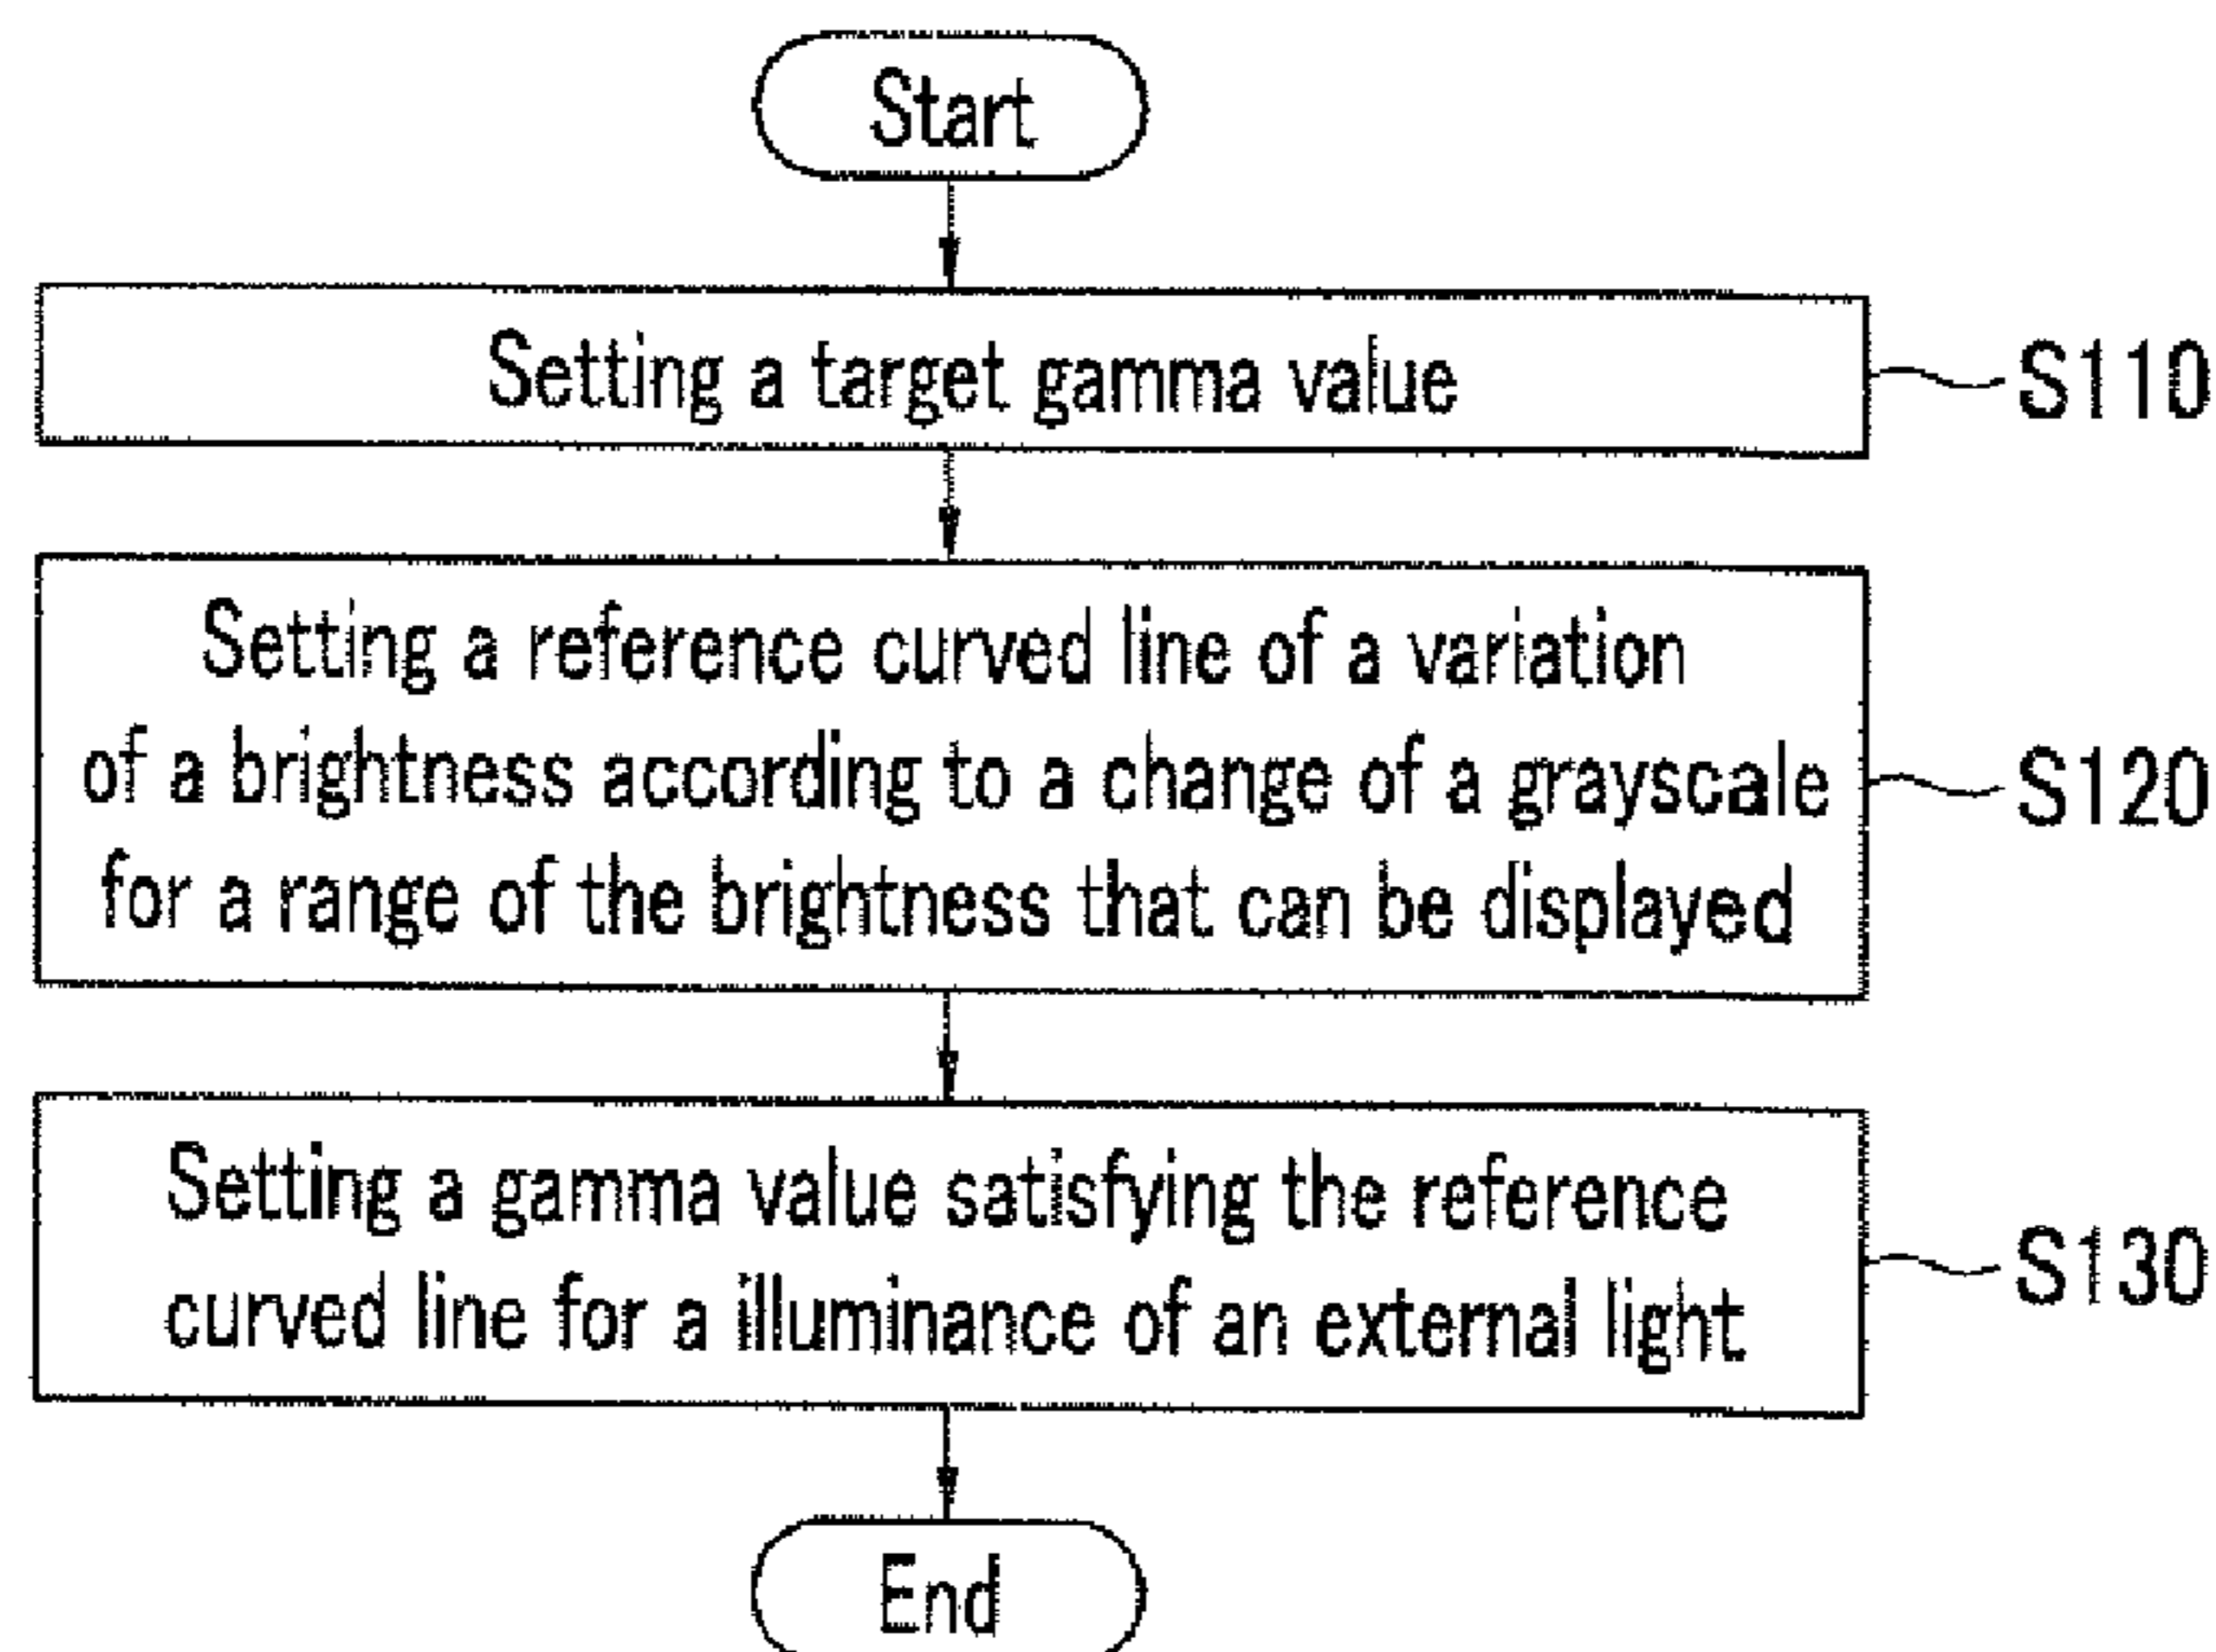 Start
Setting a target gamma value
S110
Setting a reference curved line of a variation
of a brightness according to a change of a grayscale
for a range of the brightness that can be displayed
S120
Setting a gamma value satisfying the reference
curved line for a illuminance of an external light
S130
End